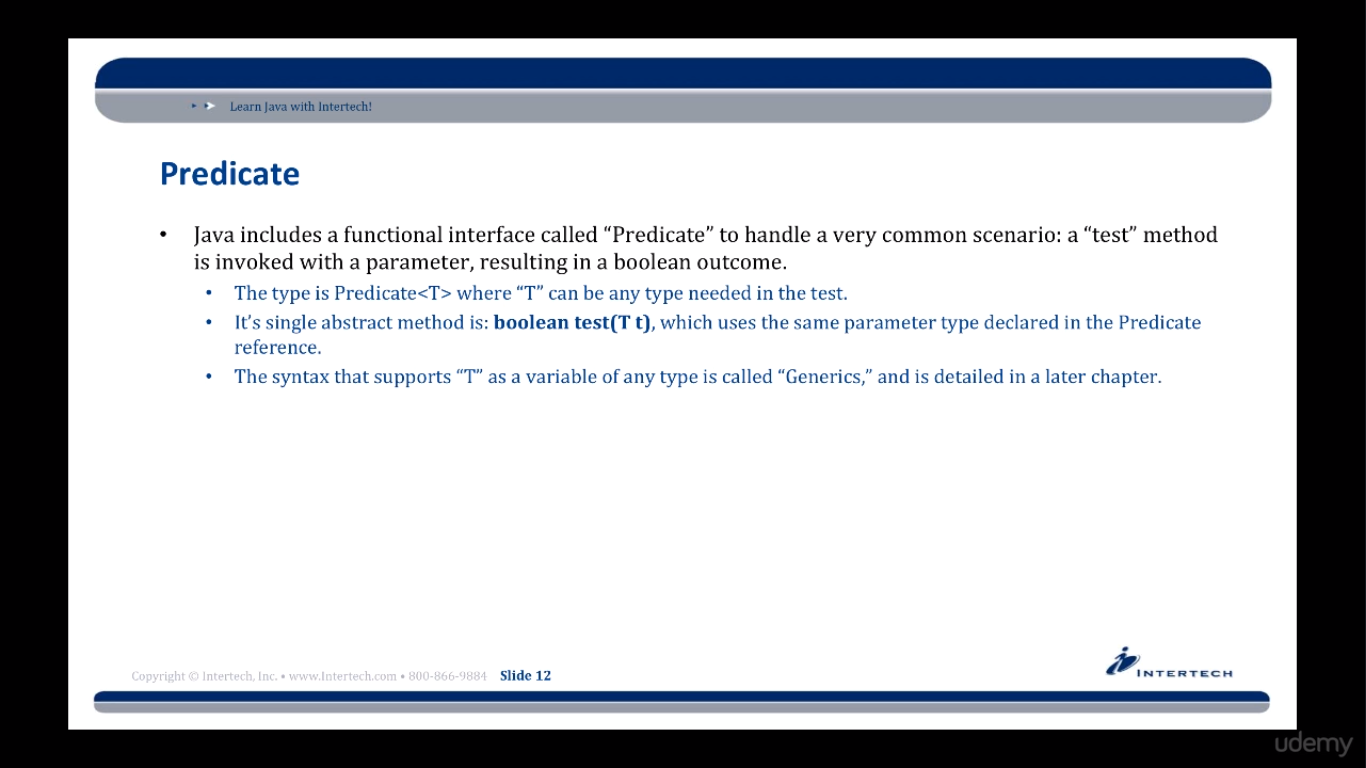 Learn Java with Intertech!
Predicate
• Java includes a functional interface called “Predicate” to handle a very common scenario: a “test” method
is invoked with a parameter, resulting in a boolean outcome.
• The type is Predicate<T> where “T” can be any type needed in the test.
• It’s single abstract method is: boolean test(T t), which uses the same parameter type declared in the Predicate
reference.
• The syntax that supports “T” as a variable of any type is called “Generics,” and is detailed in a later chapter.
Copyright © Intertech, Inc. • www.Intertech.com • 800-866-9884 Slide 12
INTERTECH
udemy